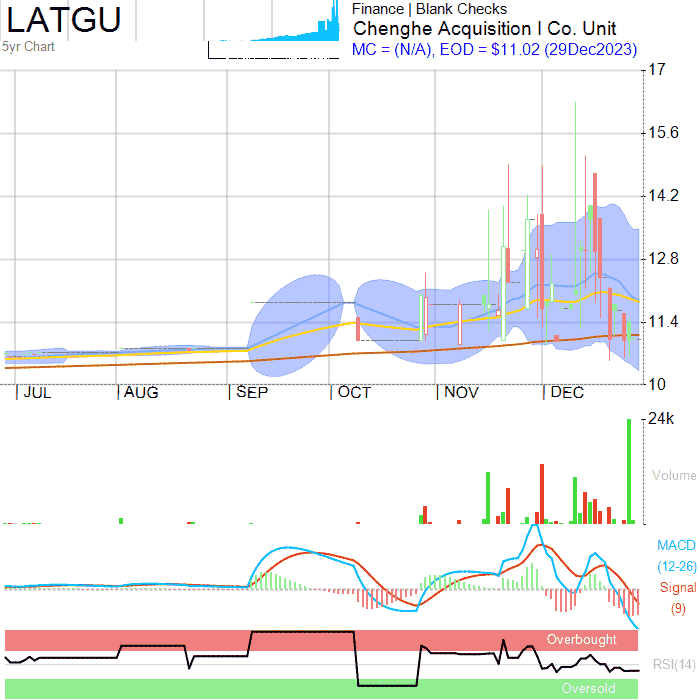 LATGU
5yr Chart
Finance | Blank Checks
Chenghe Acquisition I Co. Unit
MC = (N/A), EOD = $11.02 (29Dec2023)
17
15.6
14.2
12.8
11.4
10
JUL AUG SEP OCT NOV DEC
24k
Volume
MACD
(12-26)
Signal
(9)
Overbought
RSI(14)
Oversold